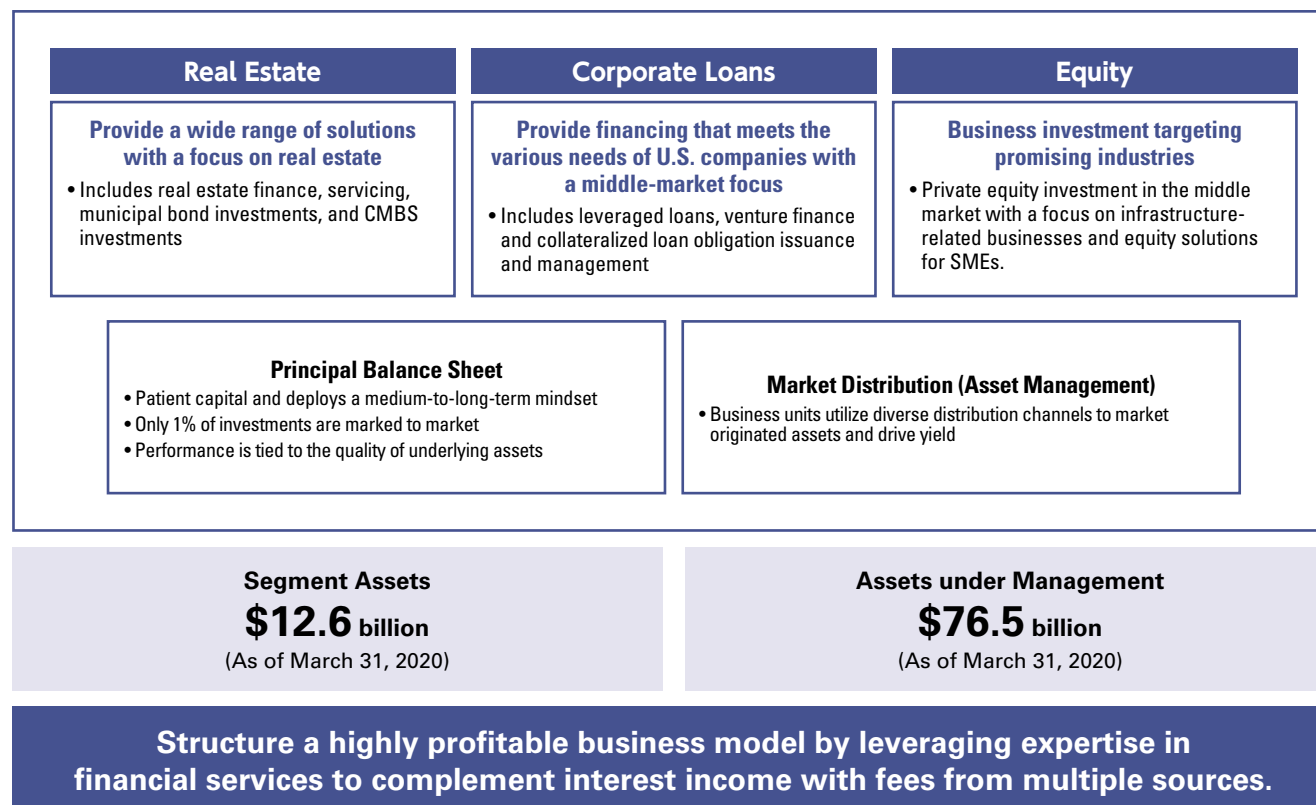 Real Estate
Provide a wide range of solutions
with a focus on real estate
• Includes real estate finance, servicing,
municipal bond investments, and CMBS
investments
Corporate Loans
Provide financing that meets the
various needs of U.S. companies with
a middle-market focus
• Includes leveraged loans, venture finance
and collateralized loan obligation issuance
and management
Equity
Business investment targeting
promising industries
• Private equity investment in the middle
market with a focus on infrastructure-
related businesses and equity solutions
for SMEs.
Principal Balance Sheet
• Patient capital and deploys a medium-to-long-term mindset
• Only 1% of investments are marked to market
• Performance is tied to the quality of underlying assets
Market Distribution (Asset Management)
• Business units utilize diverse distribution channels to market
originated assets and drive yield
Segment Assets
$12.6 billion
(As of March 31, 2020)
Assets under Management
$76.5 billion
(As of March 31, 2020)
Structure a highly profitable business model by leveraging expertise in
financial services to complement interest income with fees from multiple sources.